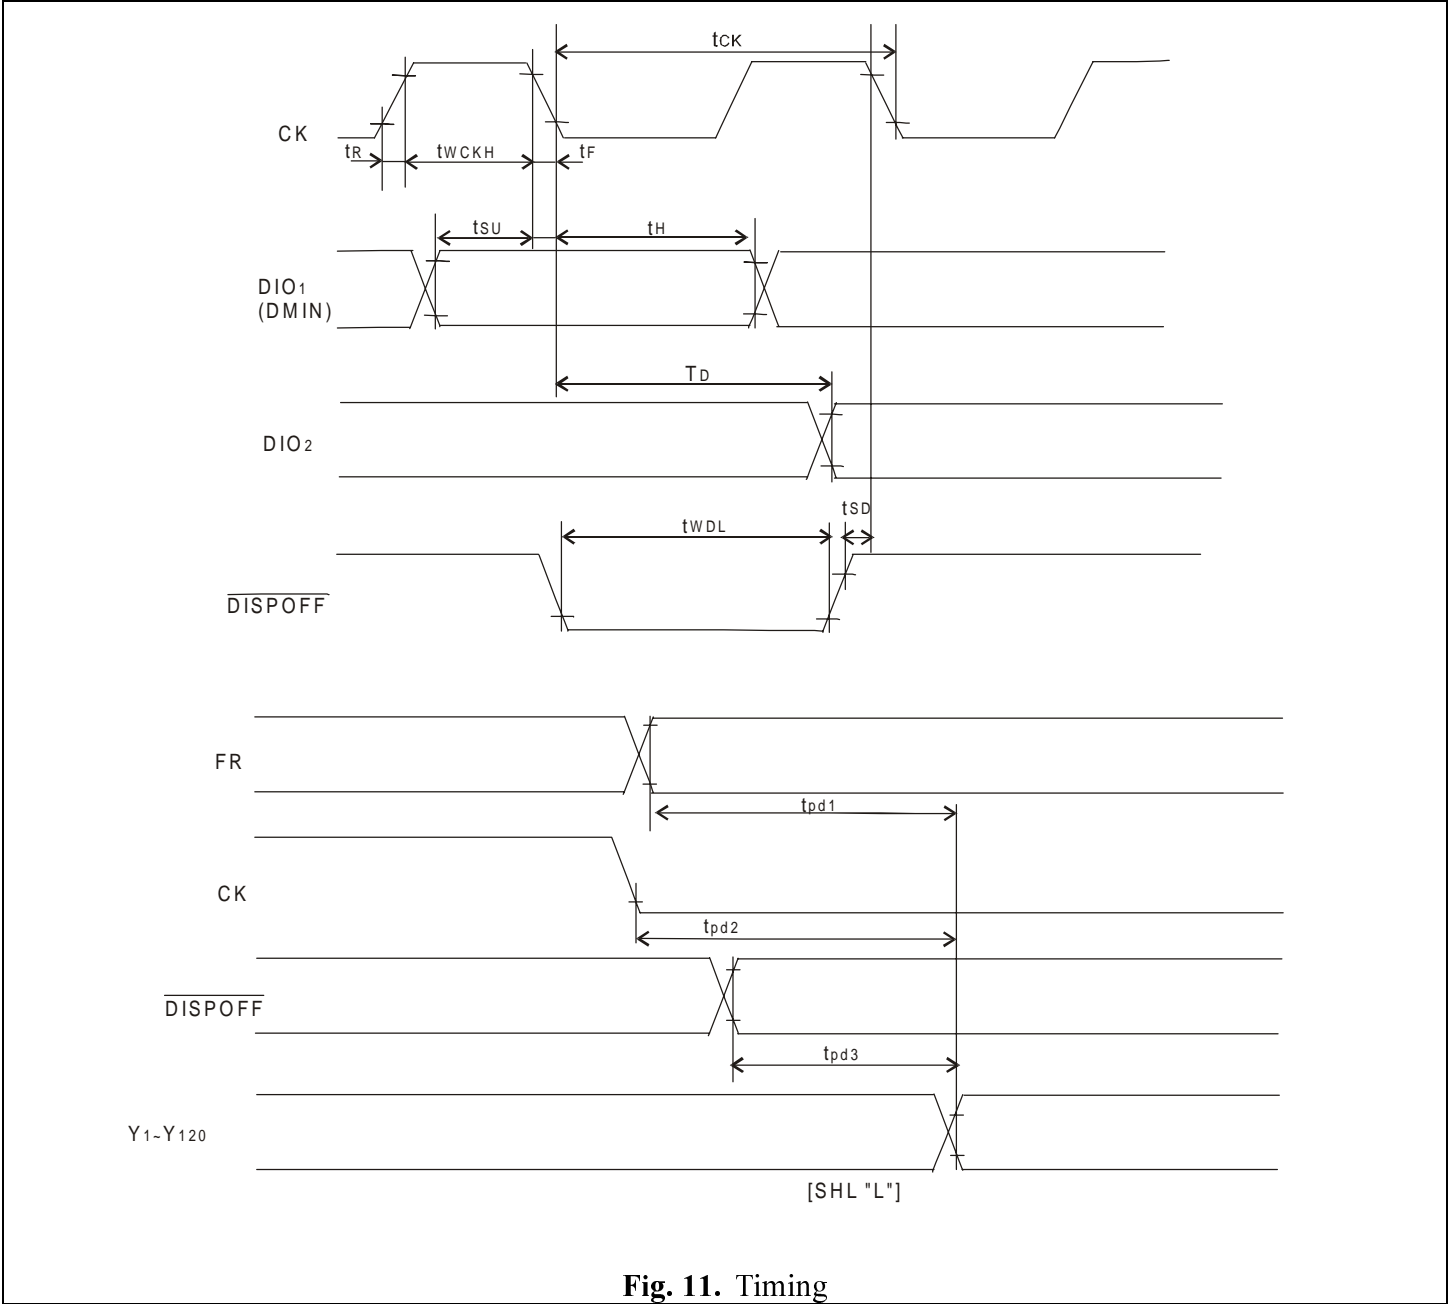 tCK
CK
tR
tWCKH
tF
tSU
tH
DIO1
(DMIN)
TD
DIO2
tSD
tWDL
DISPOFF
FR
tpd1
CK
tpd2
DISPOFF
tpd3
Y1~Y120
[SHL "L"]
Fig. 11. Timing